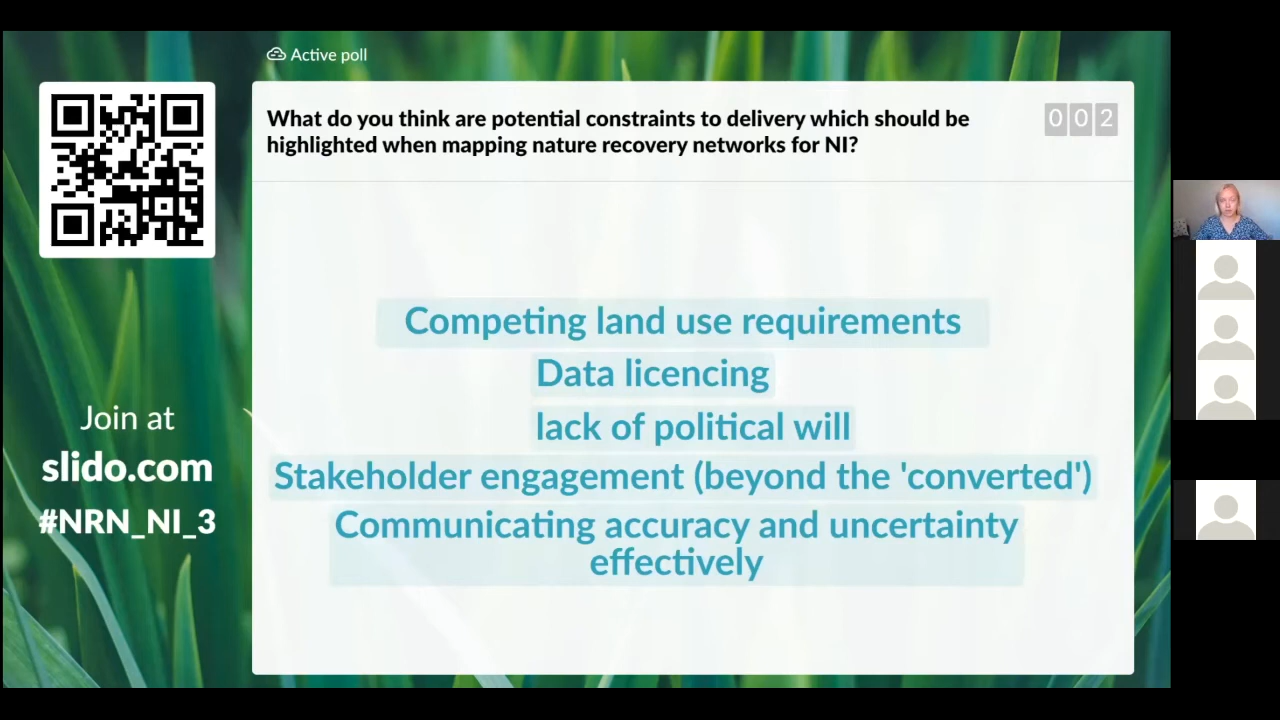 Active poll
What do you think are potential constraints to delivery which should be
highlighted when mapping nature recovery networks for NI?
002
Competing land use requirements
Data licencing
lack of political will
Stakeholder engagement (beyond the 'converted')
Communicating accuracy and uncertainty
effectively
Join at
slido.com
#NRN_NI_3